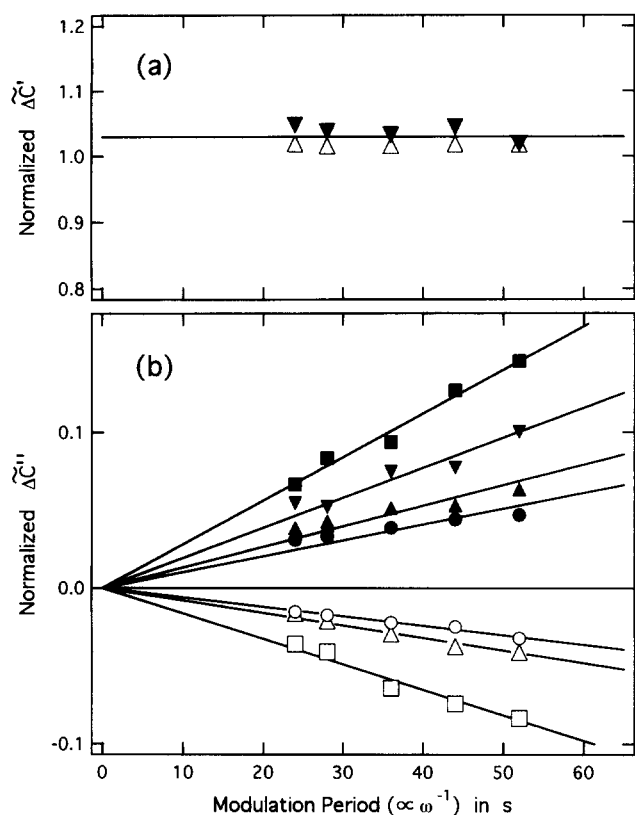 (a)
Normalized ΔC̃'
1.2
1.1
1.0
0.9
0.8
(b)
Normalized ΔC̃''
0.1
0.0
-0.1
0 10 20 30 40 50 60
Modulation Period (∝ ω⁻¹) in s